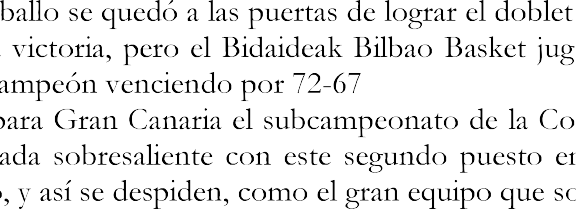 ballo se quedó a las puertas de lograr el doblet
victoria, pero el Bidaideak Bilbao Basket jug
ampeón venciendo por 72-67
para Gran Canaria el subcampeonato de la Co
ada sobresaliente con este segundo puesto en
, y así se despiden, como el gran equipo que so